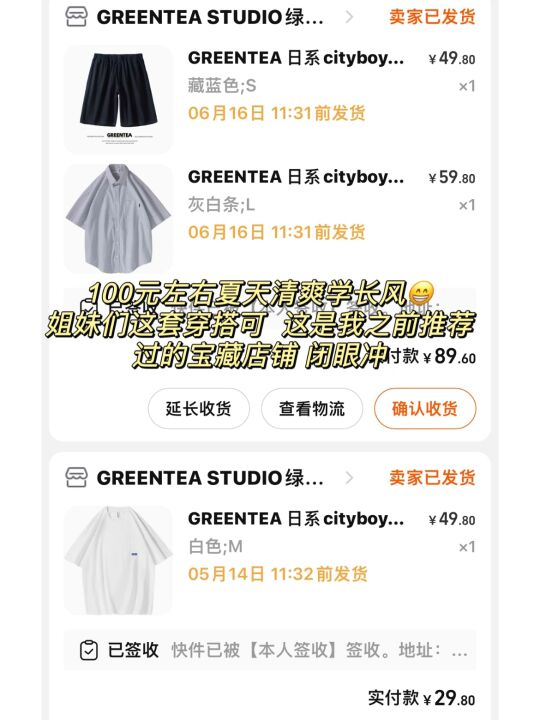 GREENTEA STUDIO绿... 卖家已发货
GREENTEA 日系cityboy... ¥49.80
藏蓝色;S ×1
06月16日 11:31前发货
GREENTEA
GREENTEA 日系cityboy... ¥59.80
灰白条;L ×1
06月16日 11:31前发货
100元左右夏天清爽学长风😄
姐妹们这套穿搭可 这是我之前推荐
过的宝藏店铺 闭眼冲
付款¥89.60
延长收货 查看物流 确认收货
GREENTEA STUDIO绿... 卖家已发货
GREENTEA 日系cityboy... ¥49.80
白色;M ×1
05月14日 11:32前发货
已签收 快件已被【本人签收】签收。地址：...
实付款¥29.80